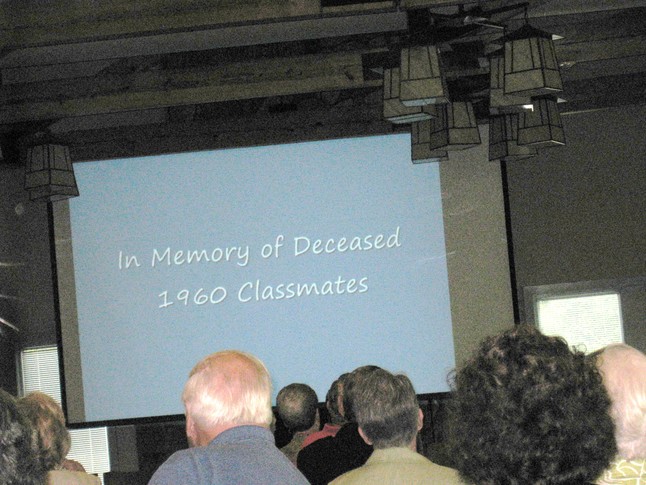 In Memory of Deceased
1960 Classmates